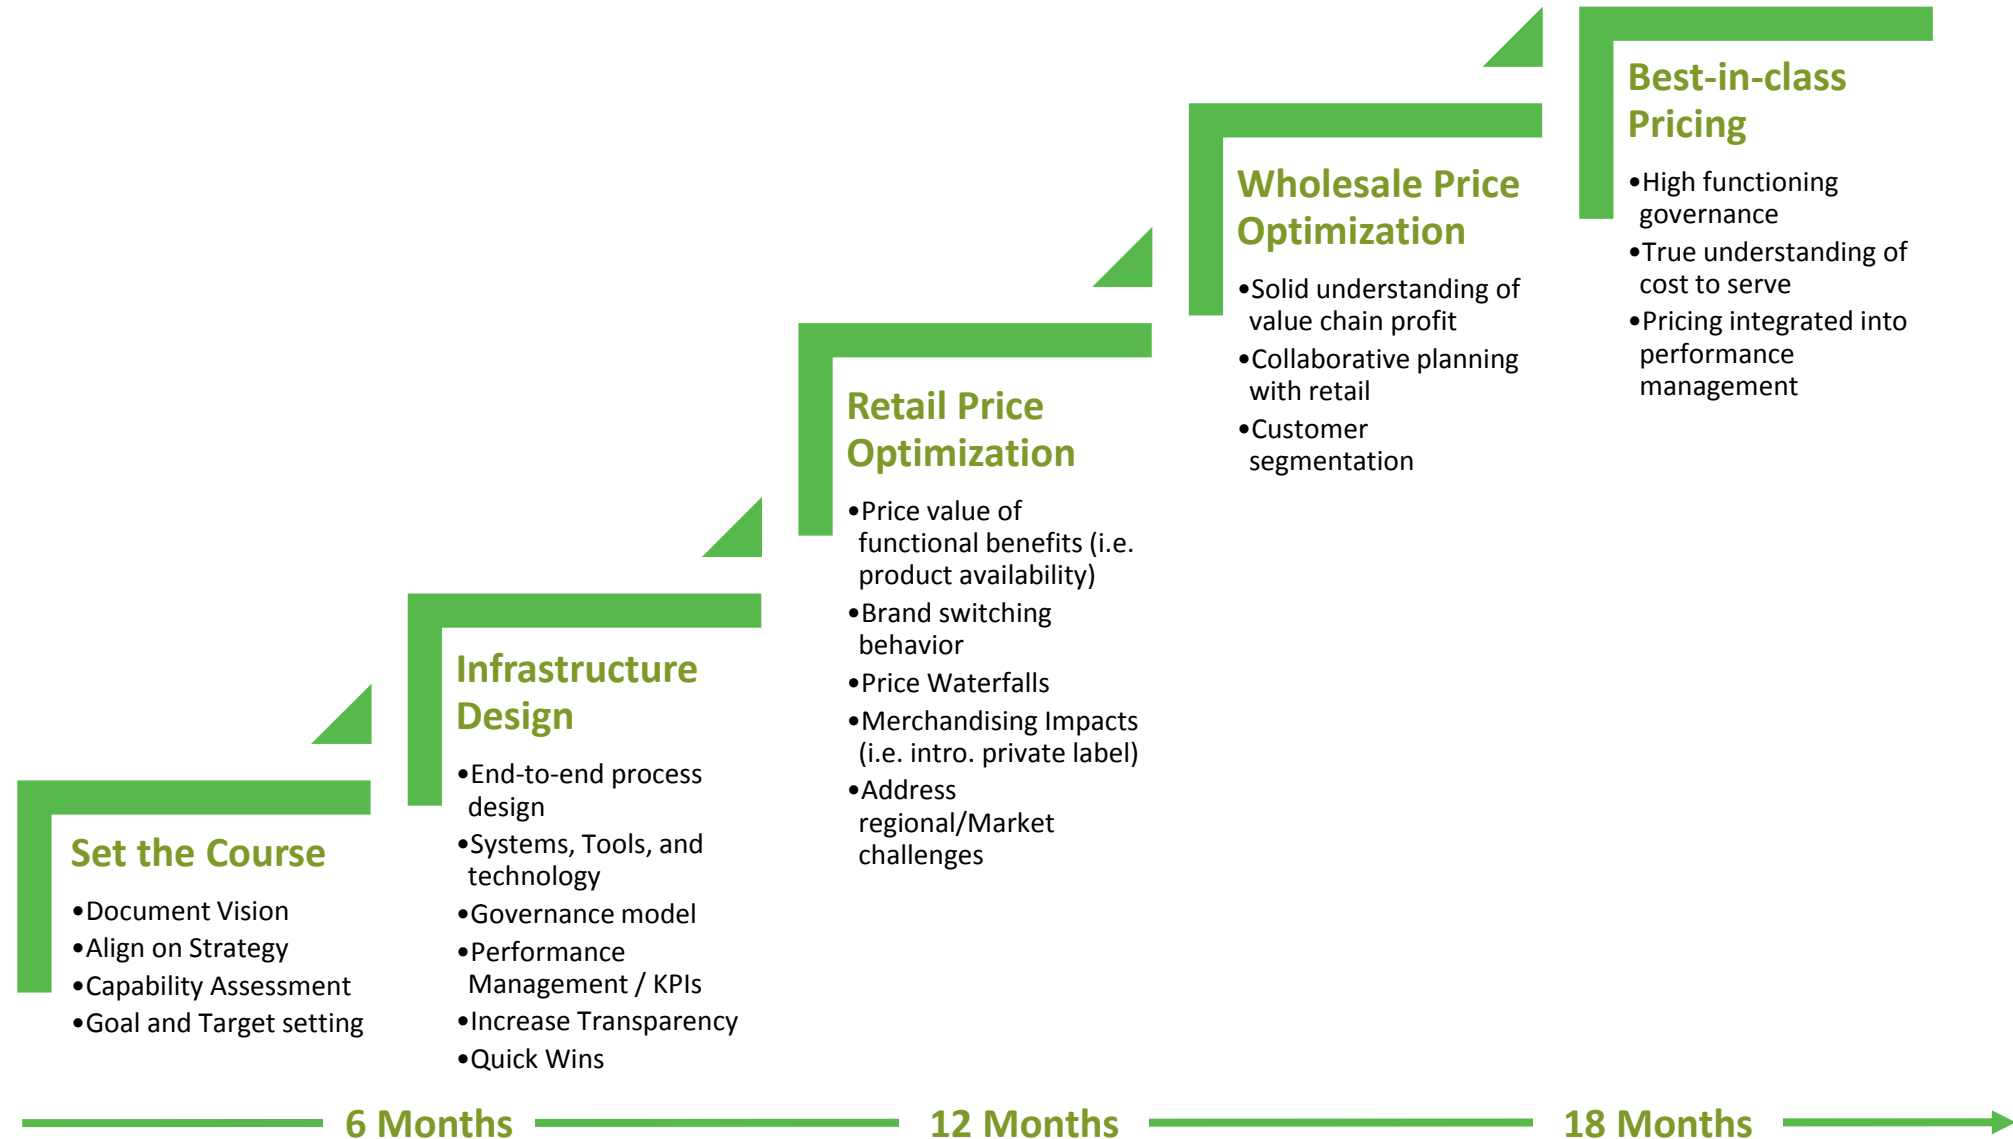 Set the Course
•Document Vision
•Align on Strategy
•Capability Assessment
•Goal and Target setting
Infrastructure
Design
•End-to-end process
design
•Systems, Tools, and
technology
•Governance model
•Performance
Management / KPIs
•Increase Transparency
•Quick Wins
Retail Price
Optimization
•Price value of
functional benefits (i.e.
product availability)
•Brand switching
behavior
•Price Waterfalls
•Merchandising Impacts
(i.e. intro. private label)
•Address
regional/Market
challenges
Wholesale Price
Optimization
•Solid understanding of
value chain profit
•Collaborative planning
with retail
•Customer
segmentation
Best-in-class
Pricing
•High functioning
governance
•True understanding of
cost to serve
•Pricing integrated into
performance
management
6 Months
12 Months
18 Months